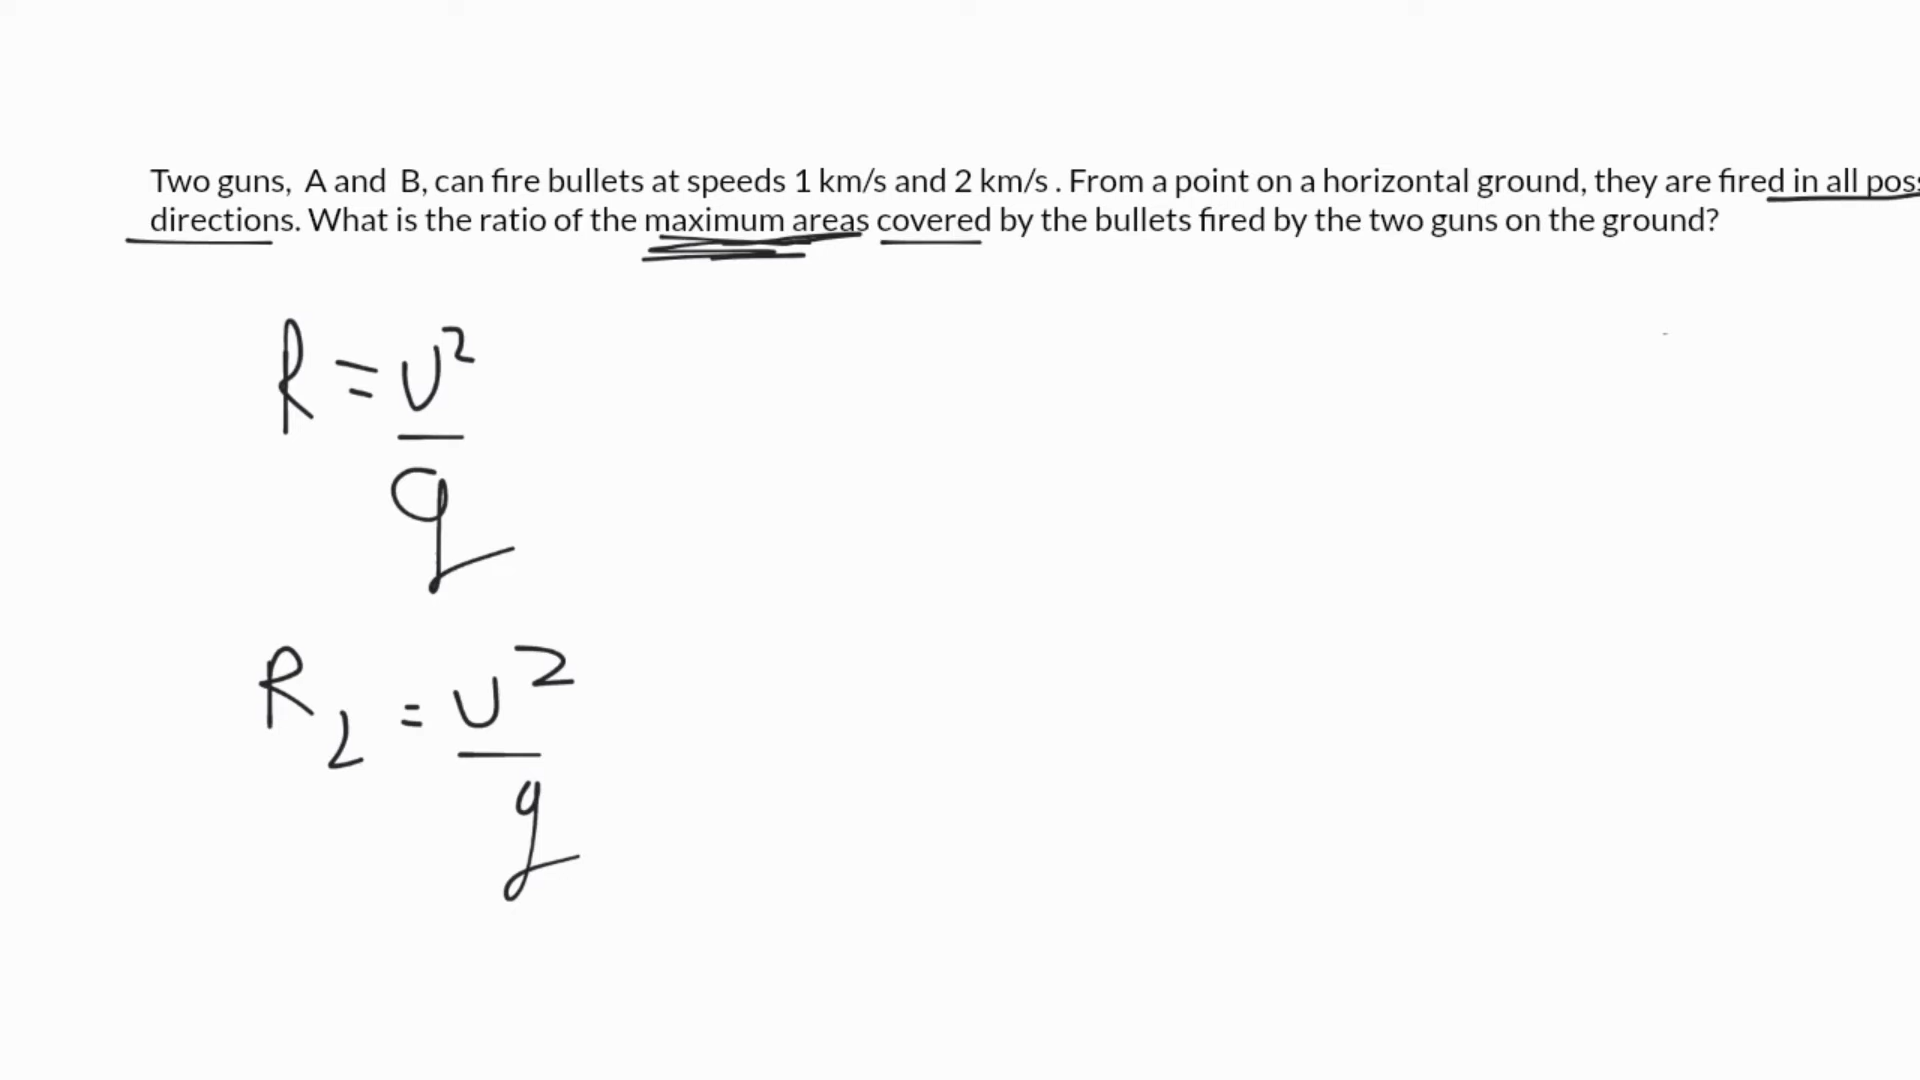 Two guns, A and B, can fire bullets at speeds 1 km/s and 2 km/s . From a point on a horizontal ground, they are fired in all poss
directions. What is the ratio of the maximum areas covered by the bullets fired by the two guns on the ground?
R = u²
g
R₂ = u²
g